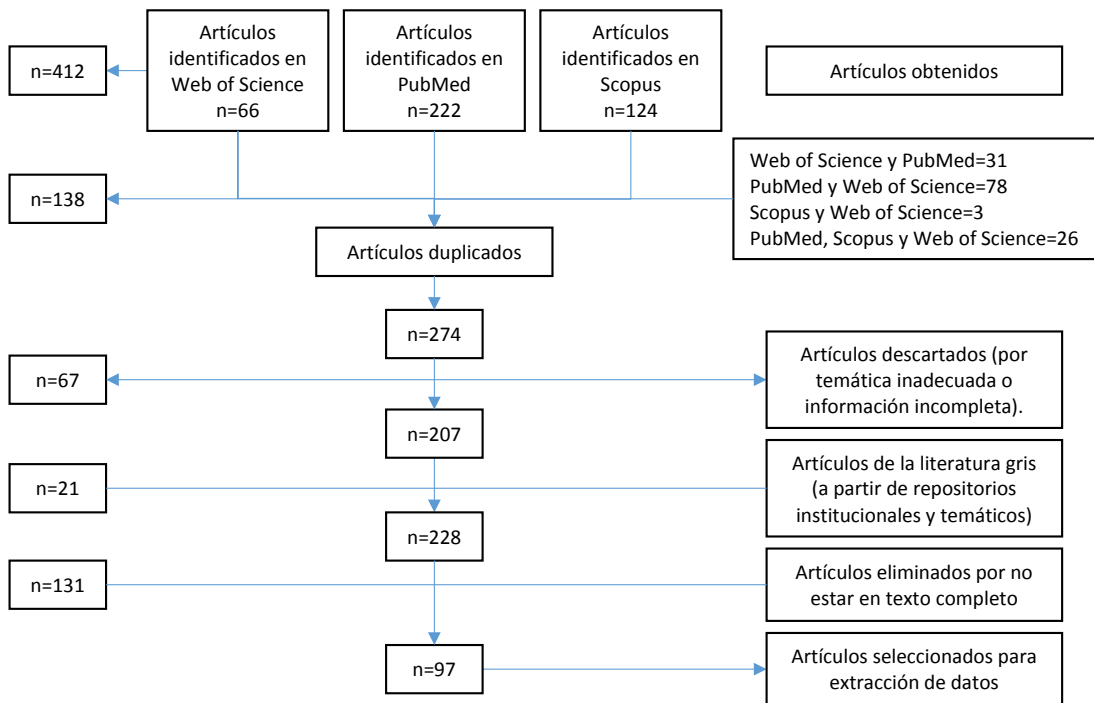 n=412
Artículos
identificados en
Web of Science
n=66
Artículos
identificados en
PubMed
n=222
Artículos
identificados en
Scopus
n=124
Artículos obtenidos
n=138
Web of Science y PubMed=31
PubMed y Web of Science=78
Scopus y Web of Science=3
PubMed, Scopus y Web of Science=26
Artículos duplicados
n=274
n=67
Artículos descartados (por
temática inadecuada o
información incompleta).
n=207
n=21
Artículos de la literatura gris
(a partir de repositorios
institucionales y temáticos)
n=228
n=131
Artículos eliminados por no
estar en texto completo
n=97
Artículos seleccionados para
extracción de datos